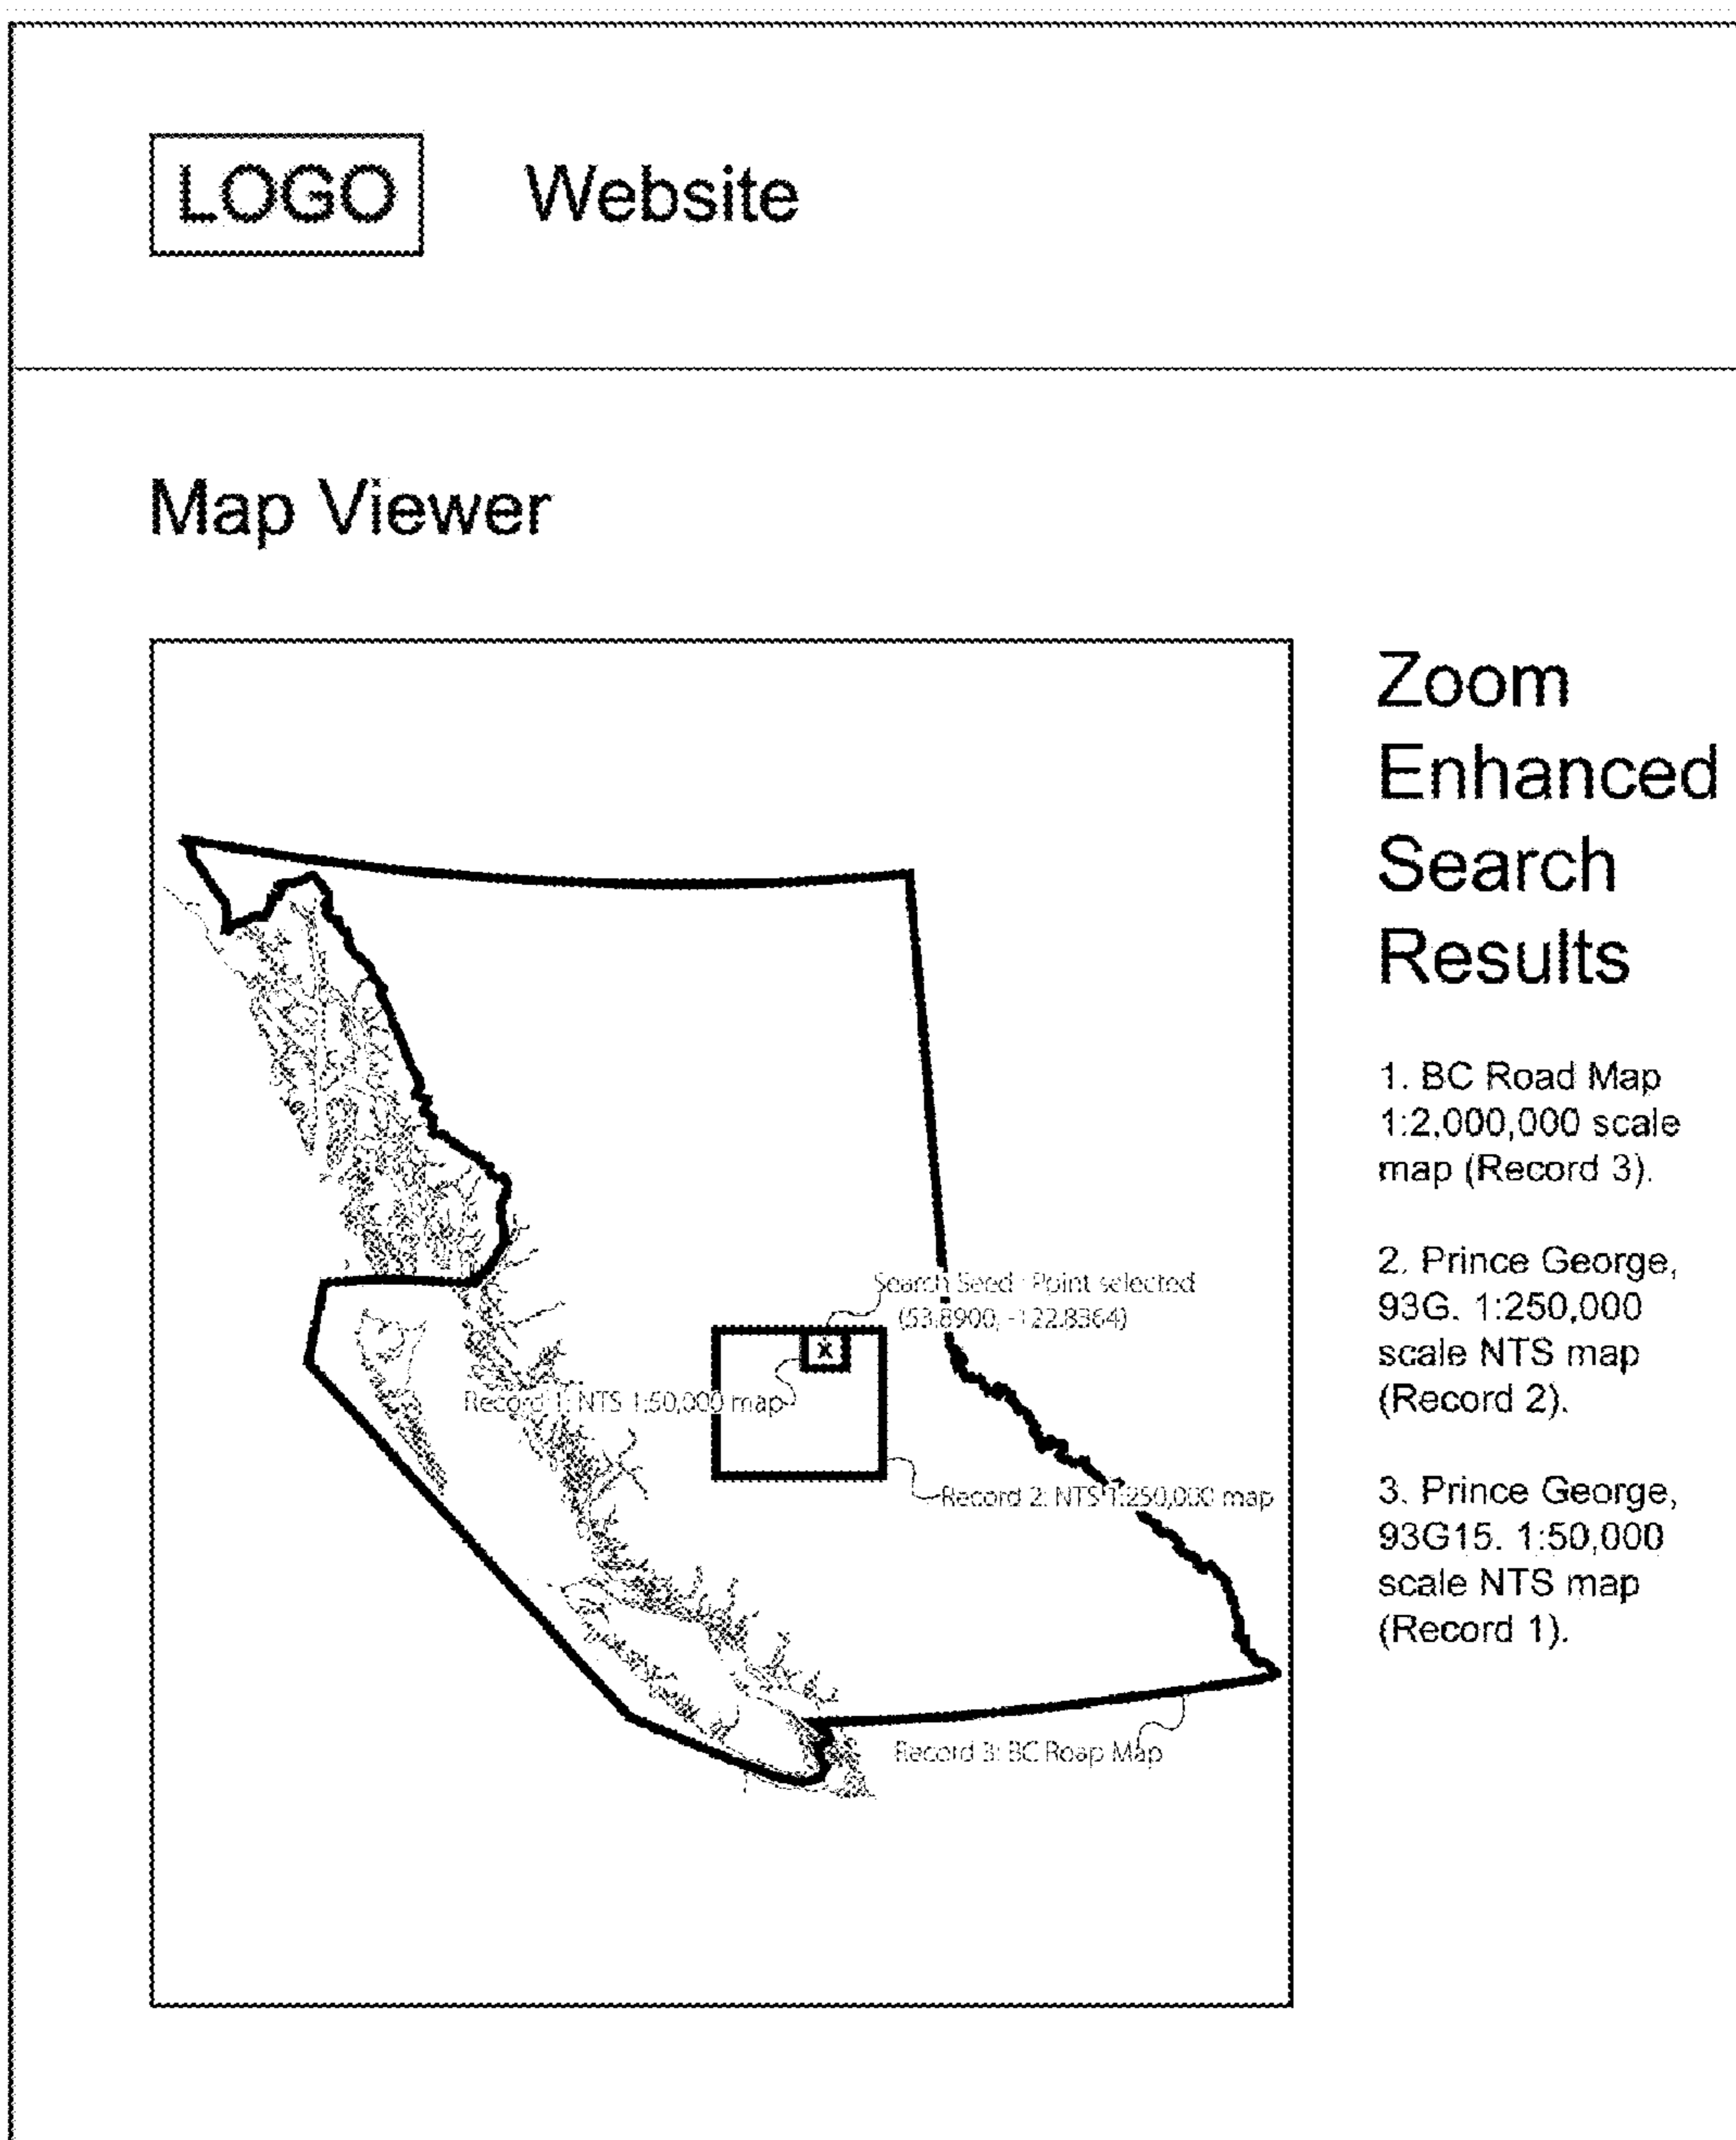 LOGO
Website
Map Viewer
Search Seed : Point selected
(53.8900, -122.8364)
x
Record 1: NTS 1:50,000 map
Record 2: NTS 1:250,000 map
Record 3: BC Roap Map
Zoom
Enhanced
Search
Results
1. BC Road Map
1:2,000,000 scale
map (Record 3).
2. Prince George,
93G. 1:250,000
scale NTS map
(Record 2).
3. Prince George,
93G15. 1:50,000
scale NTS map
(Record 1).